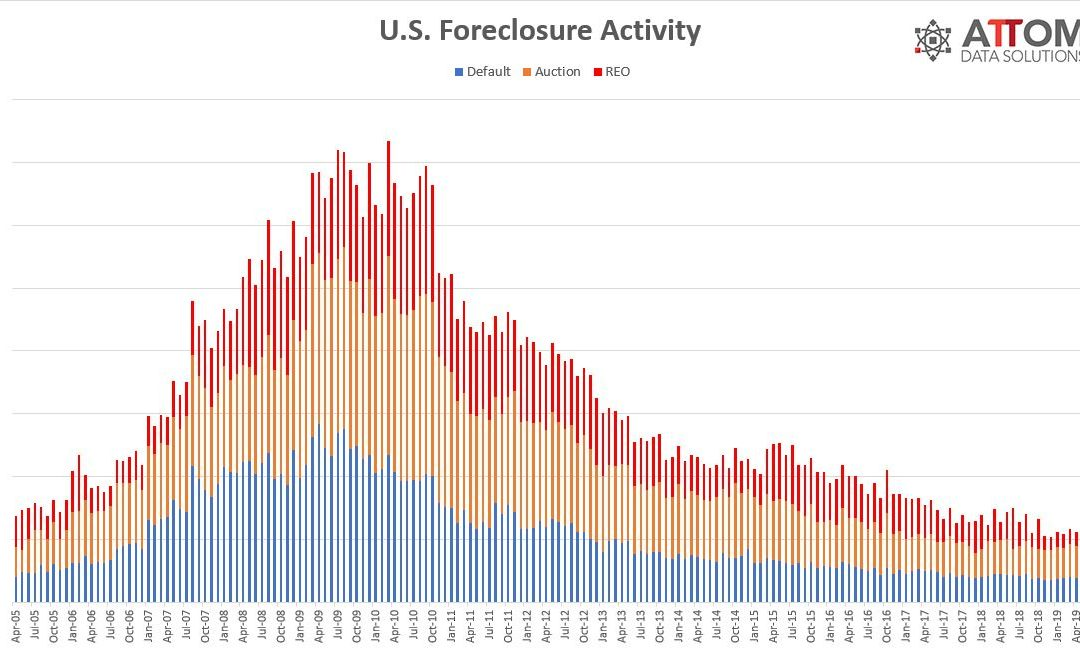 U.S. Foreclosure Activity
ATTOM
DATA SOLUTIONS
Default Auction REO
Apr-05
Jul-05
Oct-05
Jan-06
Apr-06
Jul-06
Oct-06
Jan-07
Apr-07
Jul-07
Oct-07
Jan-08
Apr-08
Jul-08
Oct-08
Jan-09
Apr-09
Jul-09
Oct-09
Jan-10
Apr-10
Jul-10
Oct-10
Jan-11
Apr-11
Jul-11
Oct-11
Jan-12
Apr-12
Jul-12
Oct-12
Jan-13
Apr-13
Jul-13
Oct-13
Jan-14
Apr-14
Jul-14
Oct-14
Jan-15
Apr-15
Jul-15
Oct-15
Jan-16
Apr-16
Jul-16
Oct-16
Jan-17
Apr-17
Jul-17
Oct-17
Jan-18
Apr-18
Jul-18
Oct-18
Jan-19
Apr-19